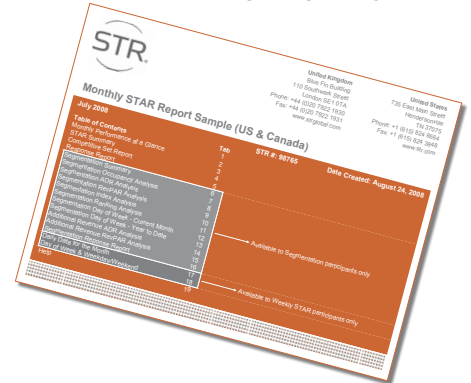 STR
United Kingdom
Blue Fin Building
110 Southwark Street
London SE1 0TA
Phone: +44 (0)20 7922 1930
Fax: +44 (0)20 7922 1931
www.strglobal.com
United States
735 East Main Street
Hendersonville
TN 37075
Phone: +1 (615) 824 8664
Fax: +1 (615) 824 3848
www.str.com
Monthly STAR Report Sample (US & Canada)
July 2008 STR #: 98765 Date Created: August 24, 2008
Tab
Table of Contents 1
Monthly Performance at a Glance 2
STAR Summary 3
Competitive Set Report 4
Response Report 5
Segmentation Summary 6
Segmentation Occupancy Analysis 7
Segmentation ADR Analysis 8
Segmentation RevPAR Analysis 9
Segmentation Index Analysis 10
Segmentation Ranking Analysis 11
Segmentation Day of Week - Current Month 12
Segmentation Day of Week - Year to Date 13
Additional Revenue ADR Analysis 14
Additional Revenue RevPAR Analysis 15
Segmentation Response Report 16
Daily Data for the Month 17
Day of Week & Weekday/Weekend 18
Help 19
Available to Segmentation participants only
Available to Weekly STAR participants only